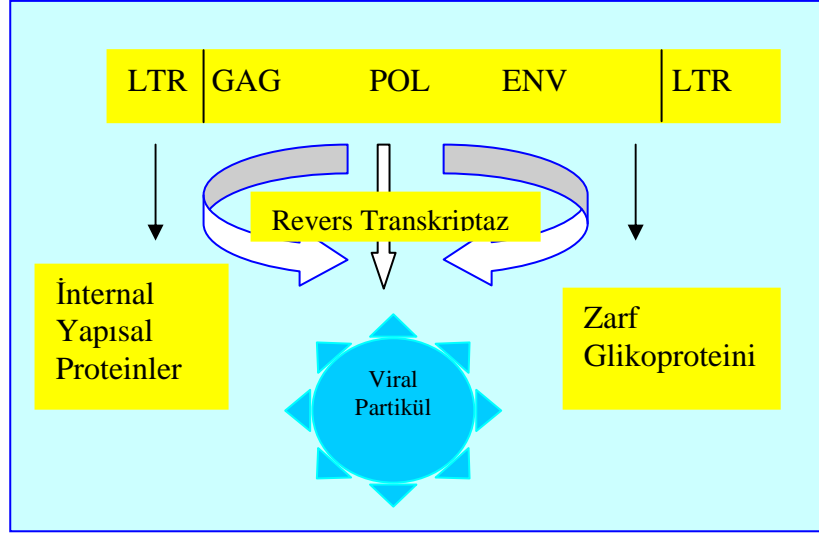 LTR GAG POL ENV LTR
Revers Transkriptaz
İnternal
Yapısal
Proteinler
Zarf
Glikoproteini
Viral
Partikül